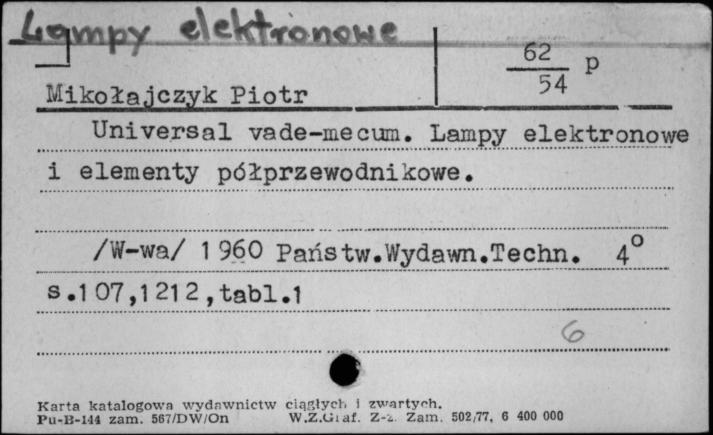 Lampy elektronowe
62
54 p
Mikołajczyk Piotr
Universal vade-mecum. Lampy elektronowe
i elementy półprzewodnikowe.
/W-wa/ 1960 Państw.Wydawn.Techn. 4°
s.107,1212,tabl.1
6
Karta katalogowa wydawnictw ciągłych i zwartych.
Pu-B-144 zam. 567/DW/On W.Z.Graf. Z-z. Zam. 502/77, 6 400 000